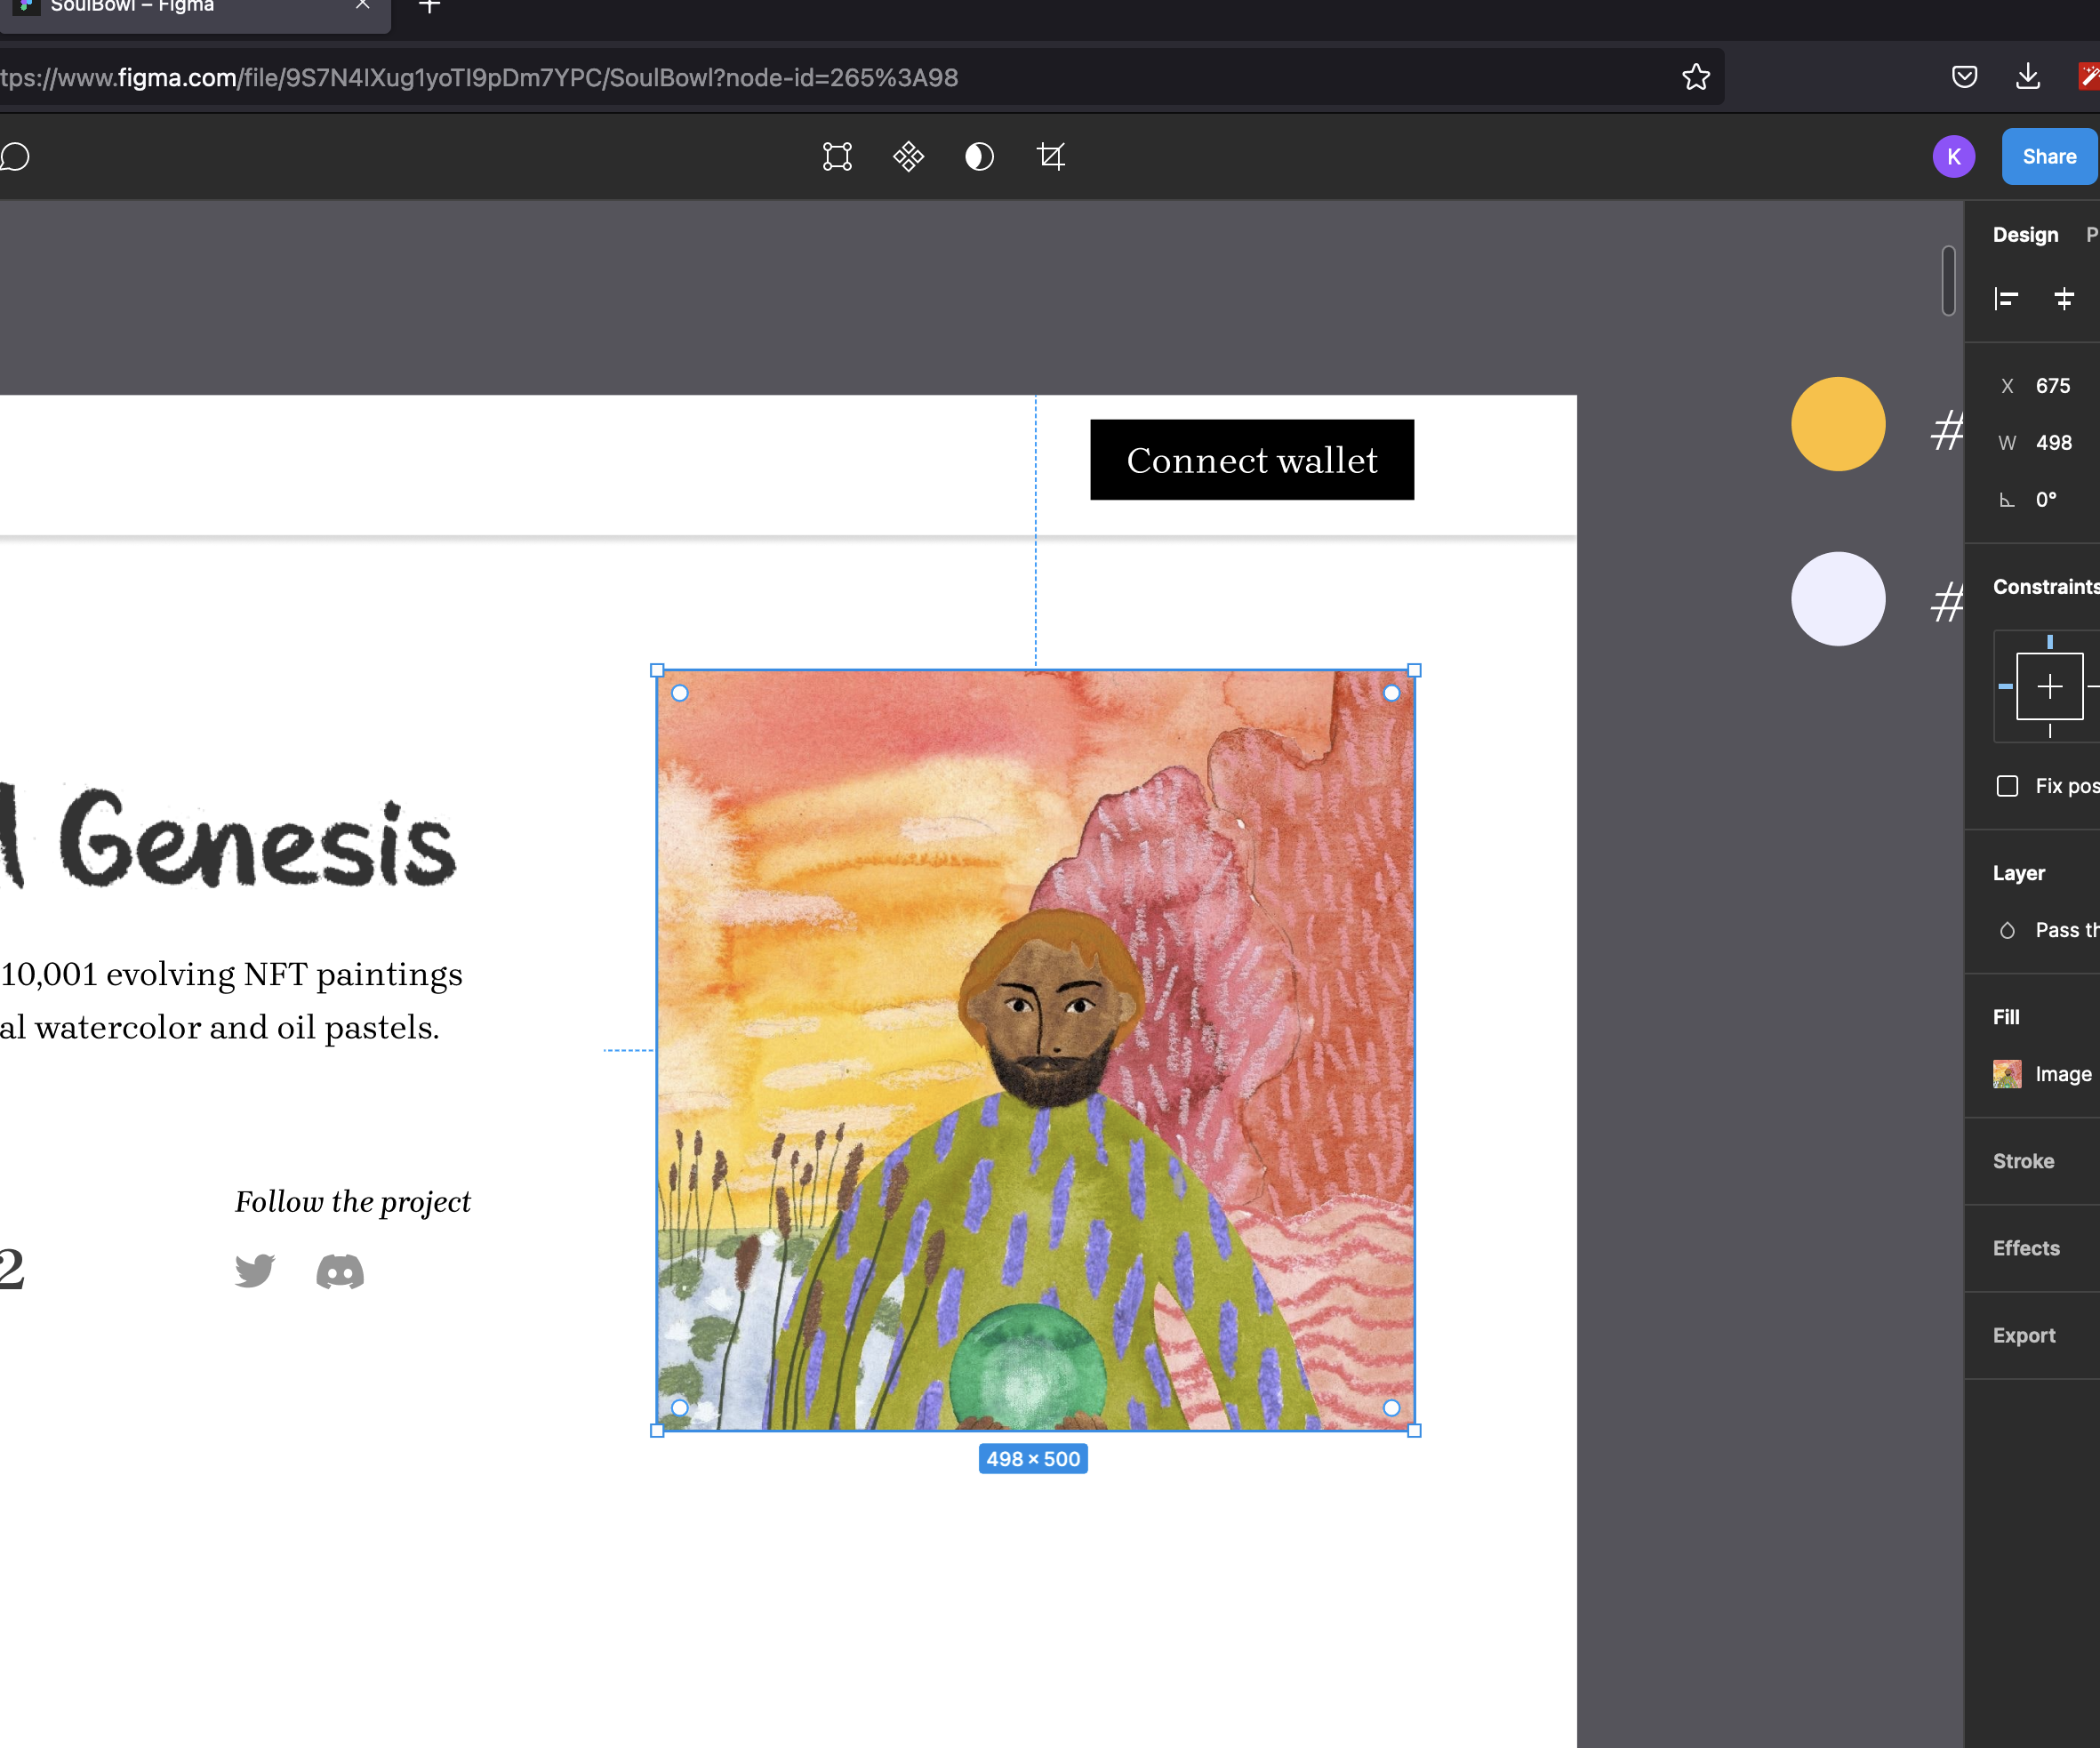 SoulBowl – Figma
tps://www.figma.com/file/9S7N4IXug1yoTI9pDm7YPC/SoulBowl?node-id=265%3A98
K
Share
Design P
X 675
W 498
0°
Constraints
Fix pos
Layer
Pass th
Fill
Image
Stroke
Effects
Export
#
#
Connect wallet
l Genesis
10,001 evolving NFT paintings
al watercolor and oil pastels.
Follow the project
2
498 × 500